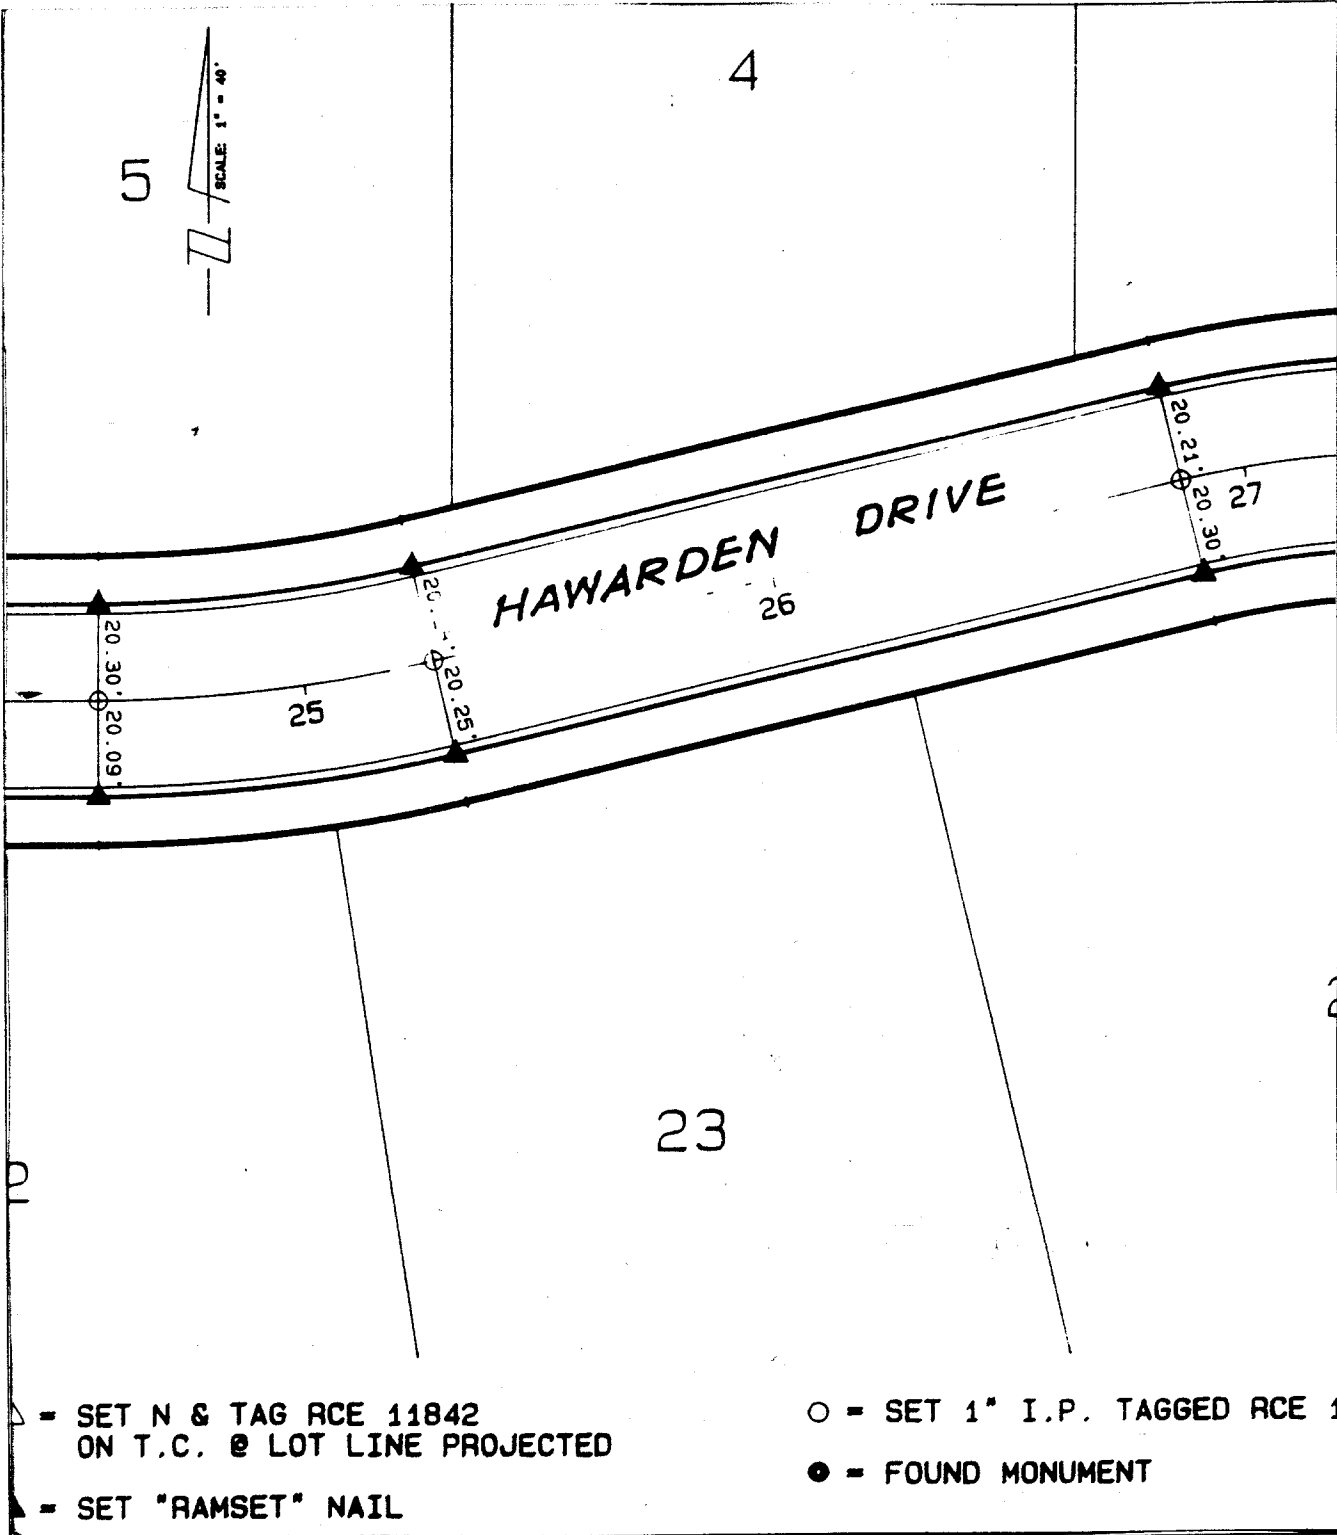 4
5
SCALE: 1" = 40'
20.21'
20.30'
27
HAWARDEN DRIVE
26
20.30'
20.09'
25
20.25'
23
= SET N & TAG RCE 11842
ON T.C. @ LOT LINE PROJECTED
= SET "RAMSET" NAIL
= SET 1" I.P. TAGGED RCE 1
= FOUND MONUMENT